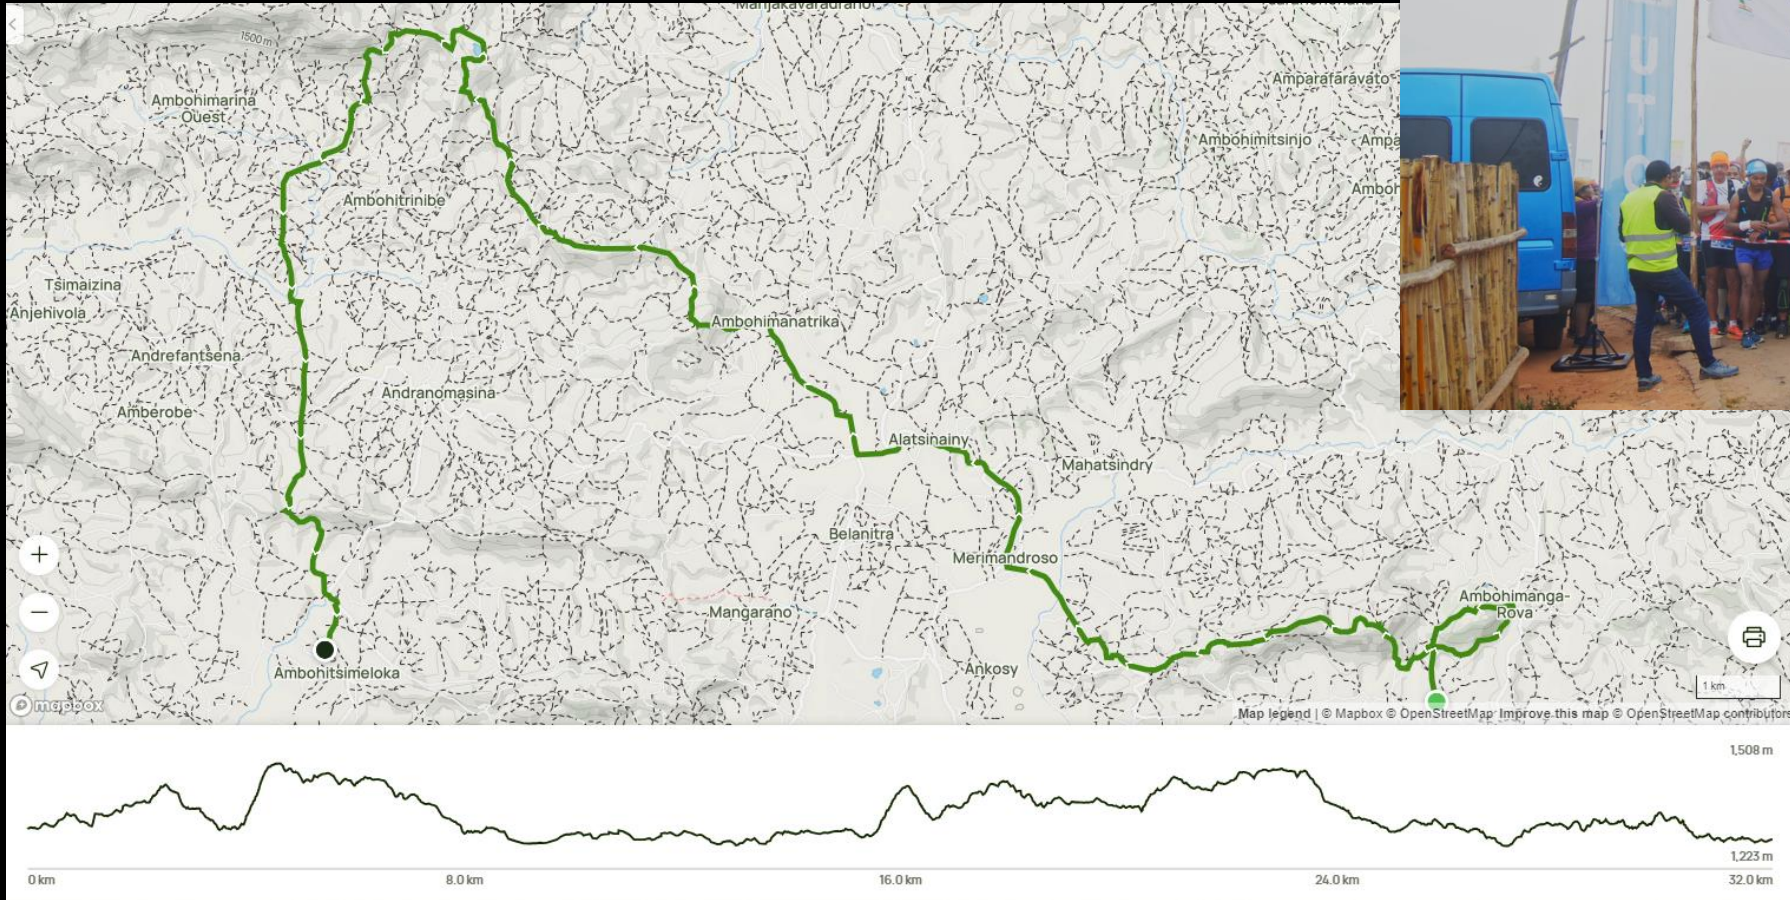 Manjakavaradrano
1500 m
Ambohimarina
Ouest
Amparafaravato
Ambohimitsinjo
Ampa
Amboh
Ambohitrinibe
Tsimaizina
Anjehivola
Ambohimanatrika
Andrefantsena
Andranomasina
Amberobe
Alatsinainy
Mahatsindry
Belanitra
Merimandroso
Mangarano
Ambohimanga-
Rova
Ambohitsimeloka
Ankosy
1 km
mapbox
Map legend | © Mapbox © OpenStreetMap Improve this map © OpenStreetMap contributors
UTO
1,508 m
1,223 m
0 km
8.0 km
16.0 km
24.0 km
32.0 km